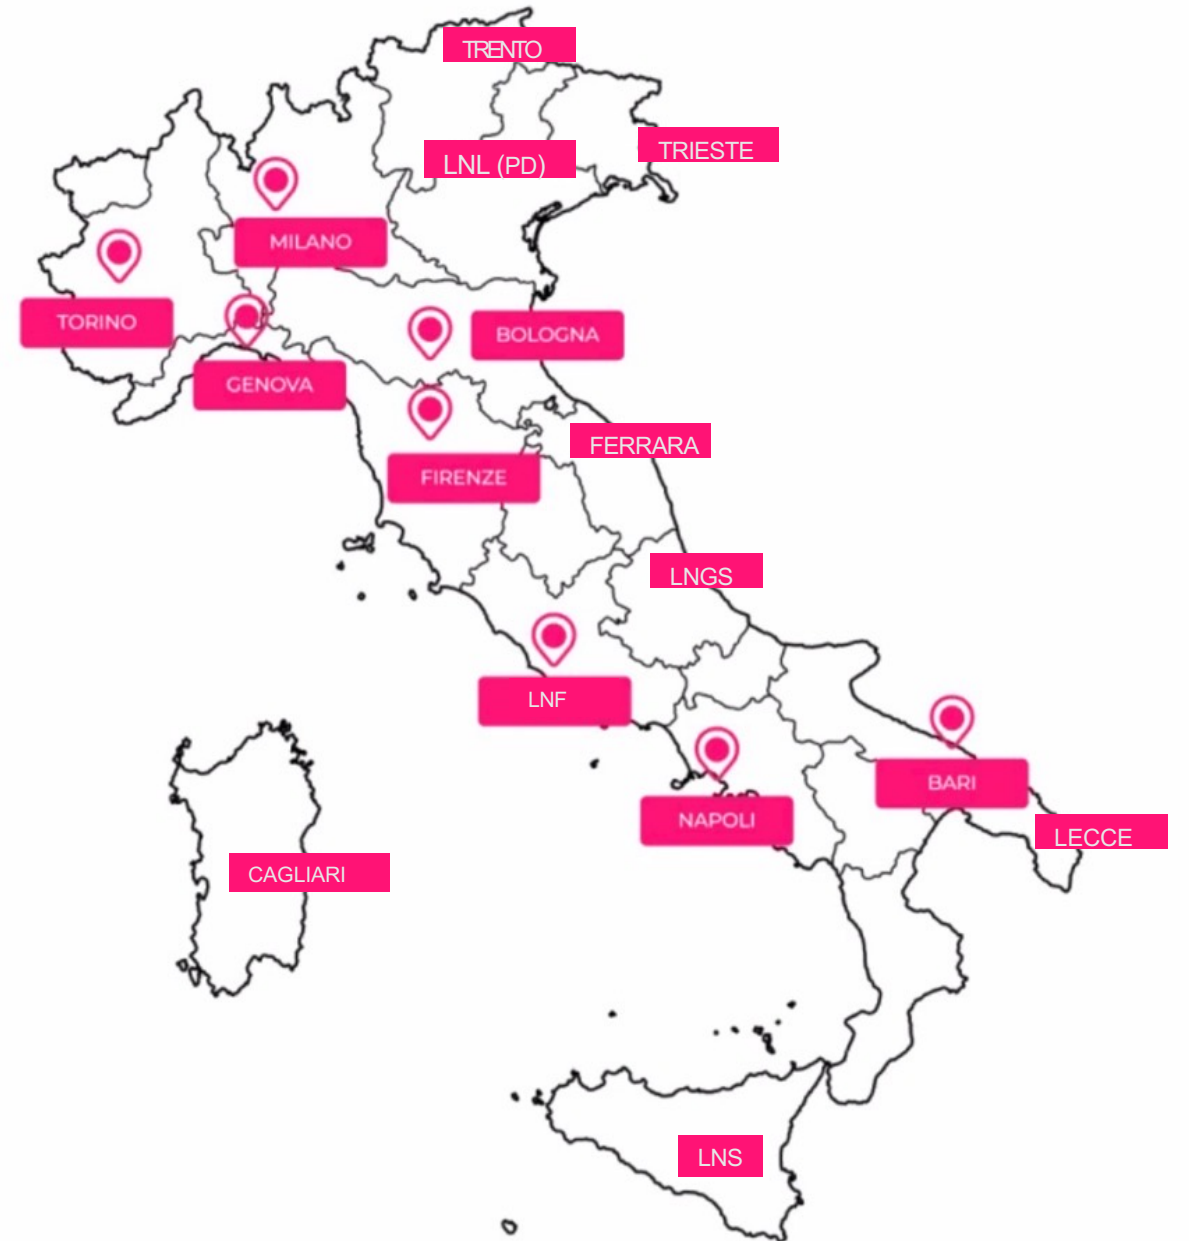 TRENTO
TRIESTE
LNL (PD)
MILANO
TORINO
BOLOGNA
GENOVA
FERRARA
FIRENZE
LNGS
LNF
BARI
NAPOLI
LECCE
CAGLIARI
LNS